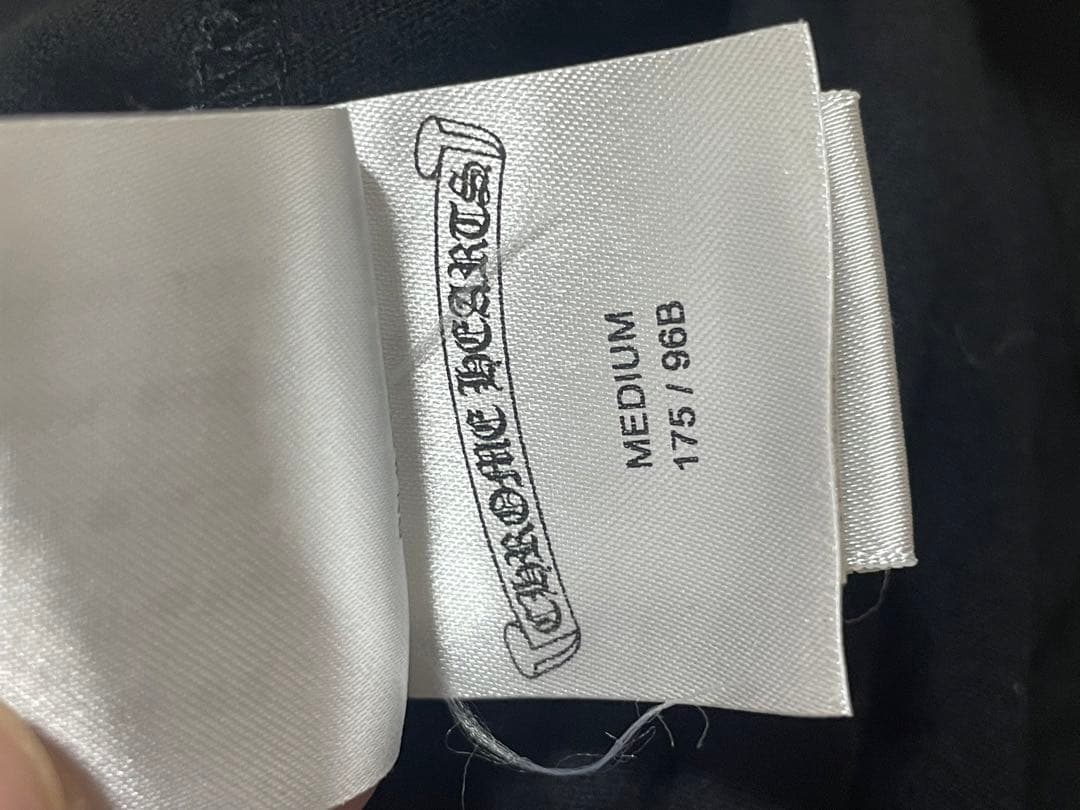 CHROME HEARTS
MEDIUM
175 / 96B